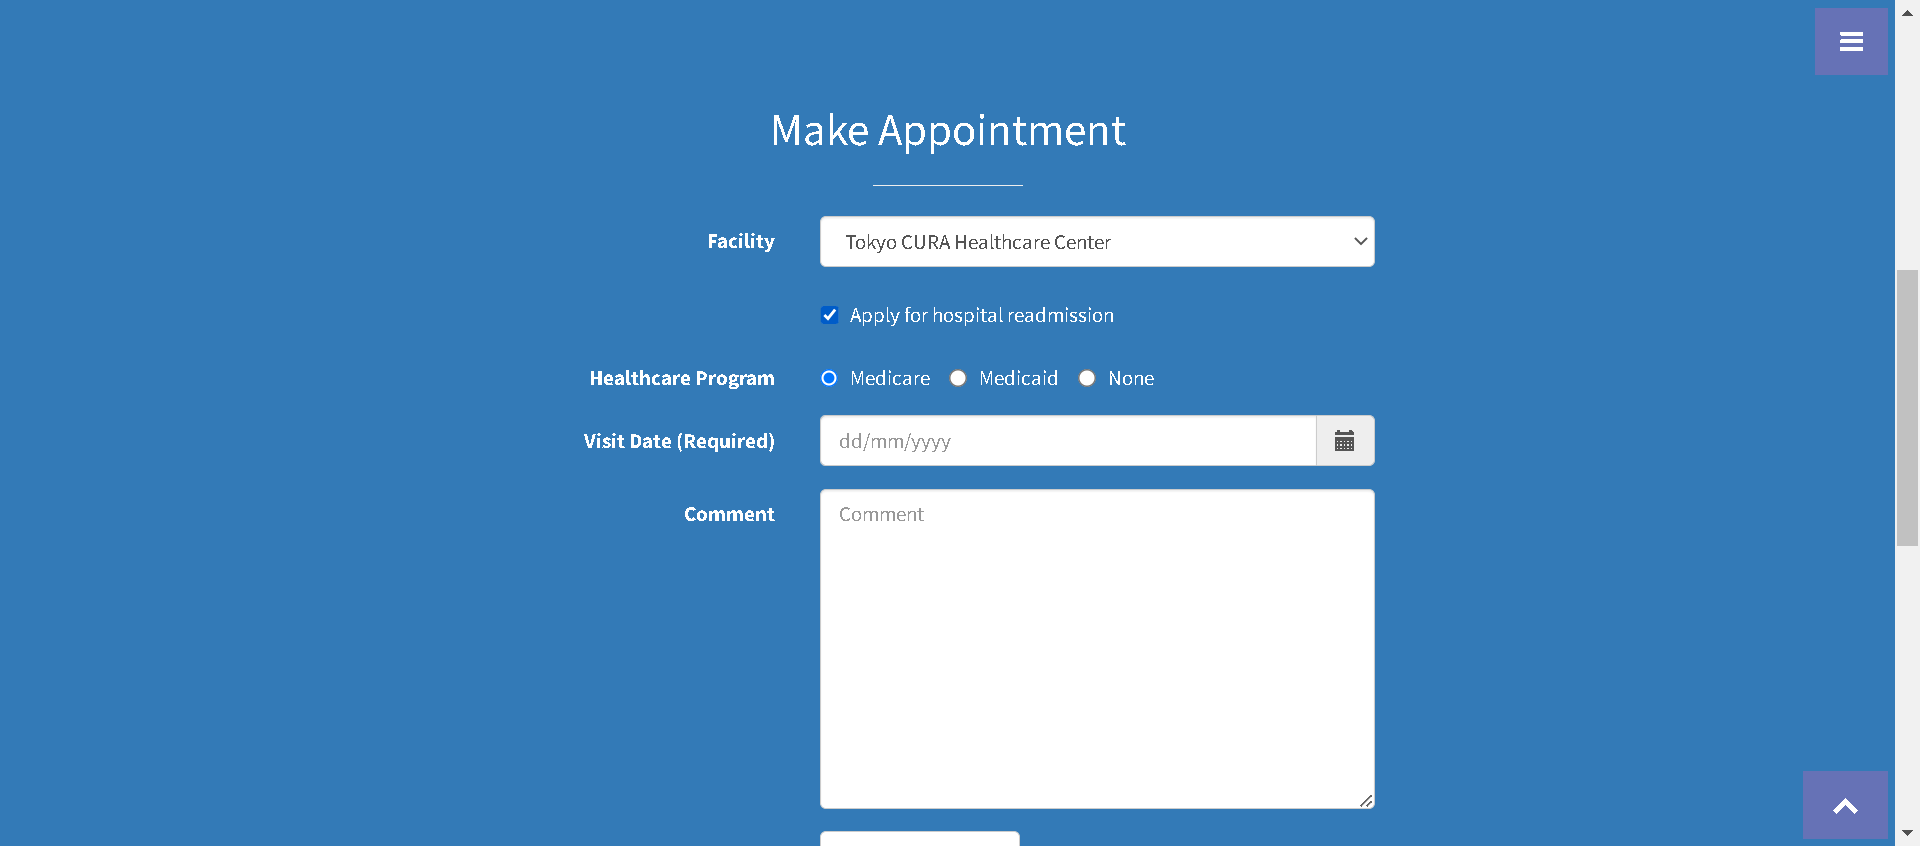 Make Appointment
Facility
Tokyo CURA Healthcare Center
Apply for hospital readmission
Healthcare Program
Medicare
Medicaid
None
Visit Date (Required)
dd/mm/yyyy
Comment
Comment